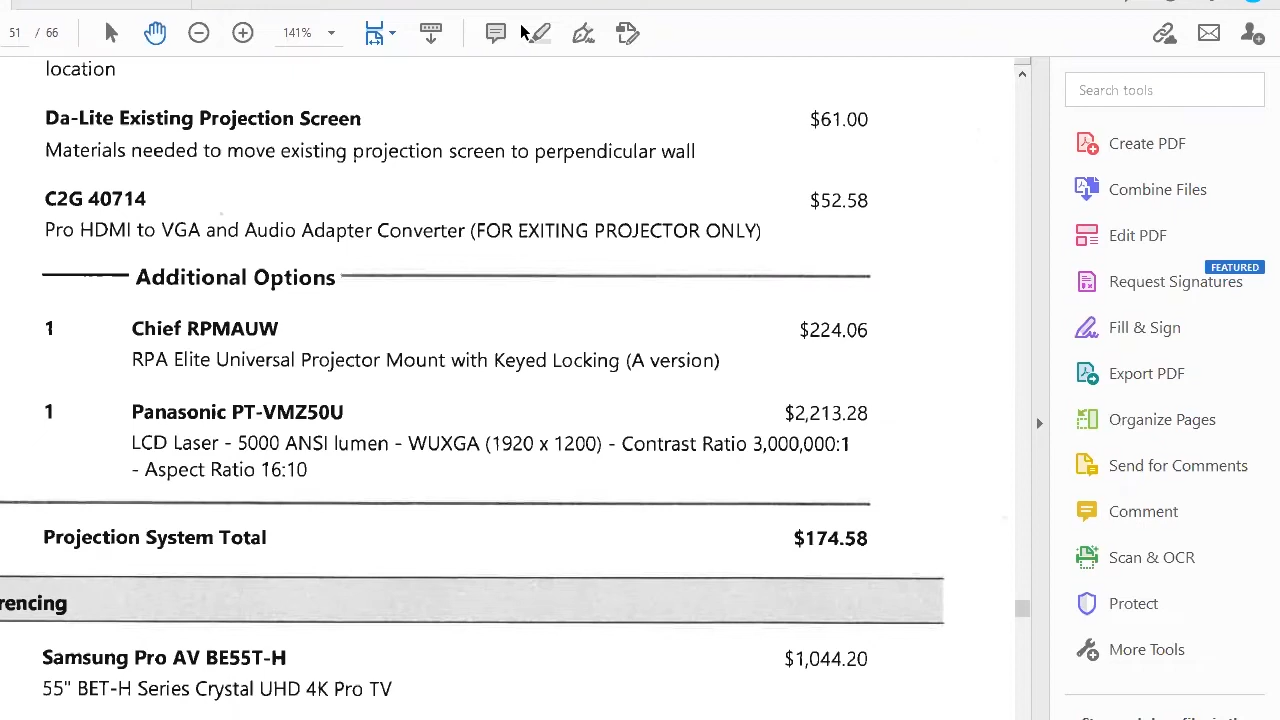 51 / 66
141%
location
Da-Lite Existing Projection Screen $61.00
Materials needed to move existing projection screen to perpendicular wall
C2G 40714 $52.58
Pro HDMI to VGA and Audio Adapter Converter (FOR EXITING PROJECTOR ONLY)
Additional Options
1 Chief RPMAUW $224.06
RPA Elite Universal Projector Mount with Keyed Locking (A version)
1 Panasonic PT-VMZ50U $2,213.28
LCD Laser - 5000 ANSI lumen - WUXGA (1920 x 1200) - Contrast Ratio 3,000,000:1
- Aspect Ratio 16:10
Projection System Total $174.58
rencing
Samsung Pro AV BE55T-H $1,044.20
55" BET-H Series Crystal UHD 4K Pro TV
Search tools
Create PDF
Combine Files
Edit PDF
FEATURED
Request Signatures
Fill & Sign
Export PDF
Organize Pages
Send for Comments
Comment
Scan & OCR
Protect
More Tools